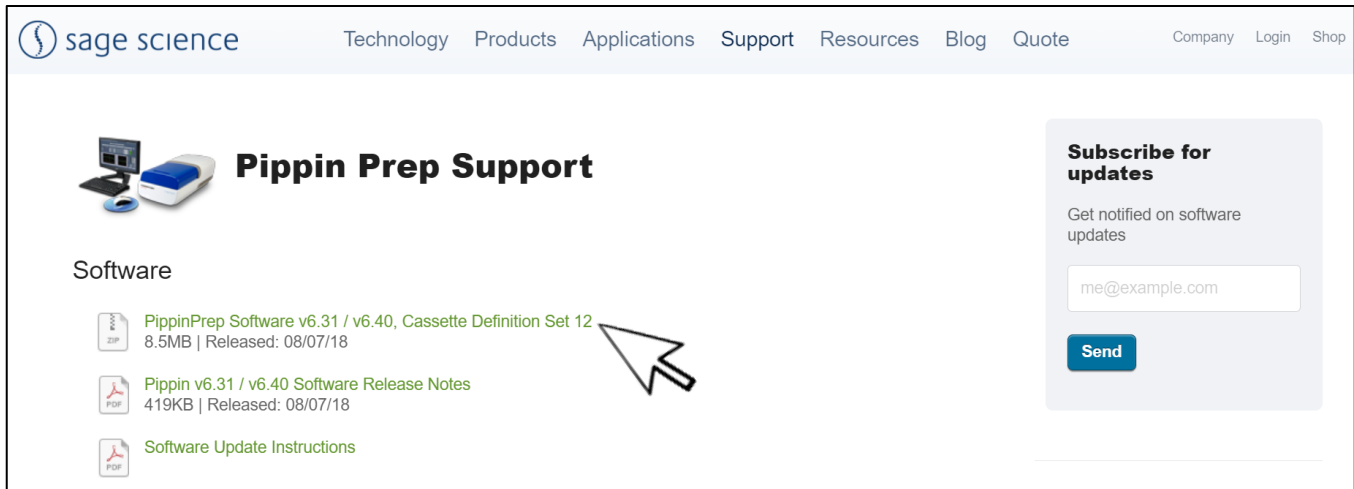 sage science
Technology Products Applications Support Resources Blog Quote Company Login Shop
Pippin Prep Support
Software
ZIP
PippinPrep Software v6.31 / v6.40, Cassette Definition Set 12
8.5MB | Released: 08/07/18
PDF
Pippin v6.31 / v6.40 Software Release Notes
419KB | Released: 08/07/18
PDF
Software Update Instructions
Subscribe for
updates
Get notified on software
updates
me@example.com
Send